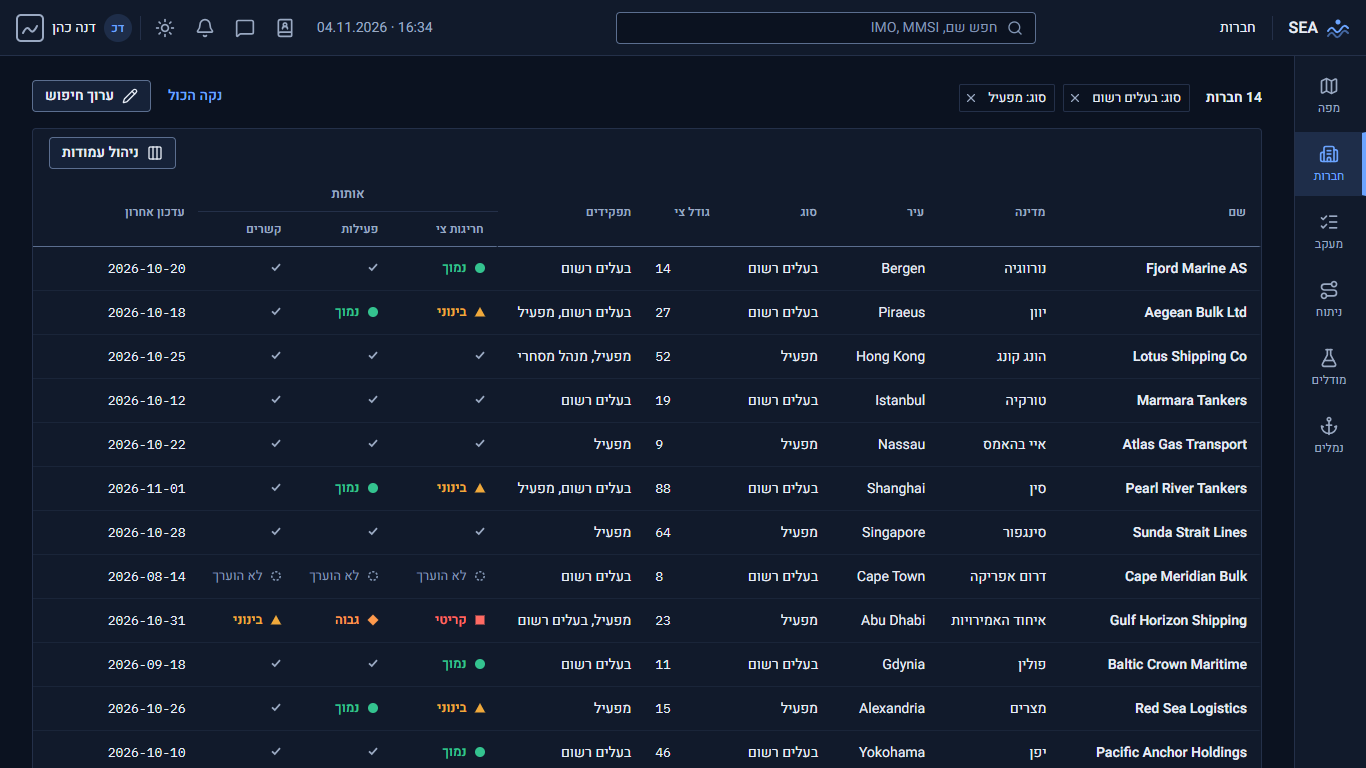 SEA
חברות
חפש שם, IMO, MMSI
04.11.2026 · 16:34
דכ
דנה כהן
מפה
חברות
מעקב
ניתוח
מודלים
נמלים
14 חברות
סוג: בעלים רשום
סוג: מפעיל
נקה הכול
ערוך חיפוש
ניהול עמודות
שם מדינה עיר סוג גודל צי תפקידים אותות עדכון אחרון
חריגות צי פעילות קשרים
Fjord Marine AS נורווגיה Bergen בעלים רשום 14 בעלים רשום נמוך 2026-10-20
Aegean Bulk Ltd יוון Piraeus בעלים רשום 27 בעלים רשום, מפעיל בינוני נמוך 2026-10-18
Lotus Shipping Co הונג קונג Hong Kong מפעיל 52 מפעיל, מנהל מסחרי 2026-10-25
Marmara Tankers טורקיה Istanbul בעלים רשום 19 בעלים רשום 2026-10-12
Atlas Gas Transport איי בהאמס Nassau מפעיל 9 מפעיל 2026-10-22
Pearl River Tankers סין Shanghai בעלים רשום 88 בעלים רשום, מפעיל בינוני נמוך 2026-11-01
Sunda Strait Lines סינגפור Singapore מפעיל 64 מפעיל 2026-10-28
Cape Meridian Bulk דרום אפריקה Cape Town בעלים רשום 8 בעלים רשום לא הוערך לא הוערך לא הוערך 2026-08-14
Gulf Horizon Shipping איחוד האמירויות Abu Dhabi מפעיל 23 מפעיל, בעלים רשום קריטי גבוה בינוני 2026-10-31
Baltic Crown Maritime פולין Gdynia בעלים רשום 11 בעלים רשום נמוך 2026-09-18
Red Sea Logistics מצרים Alexandria מפעיל 15 מפעיל בינוני נמוך 2026-10-26
Pacific Anchor Holdings יפן Yokohama בעלים רשום 46 בעלים רשום נמוך 2026-10-10